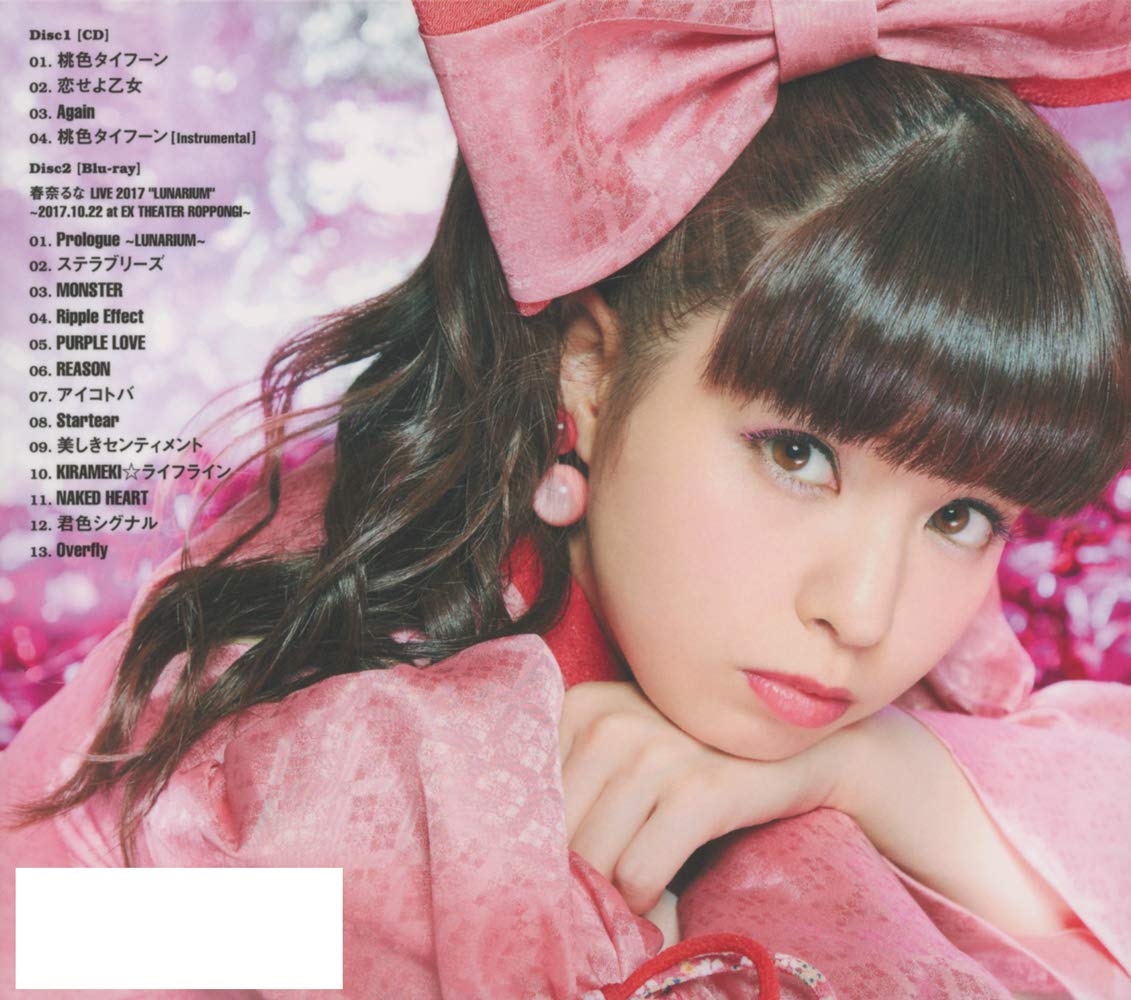 Disc1 [CD]
01. 桃色タイフーン
02. 恋せよ乙女
03. Again
04. 桃色タイフーン[Instrumental]
Disc2 [Blu-ray]
春奈るな LIVE 2017 "LUNARIUM"
~2017.10.22 at EX THEATER ROPPONGI~
01. Prologue ~LUNARIUM~
02. ステラブリーズ
03. MONSTER
04. Ripple Effect
05. PURPLE LOVE
06. REASON
07. アイコトバ
08. Startear
09. 美しきセンティメント
10. KIRAMEKI☆ライフライン
11. NAKED HEART
12. 君色シグナル
13. Overfly